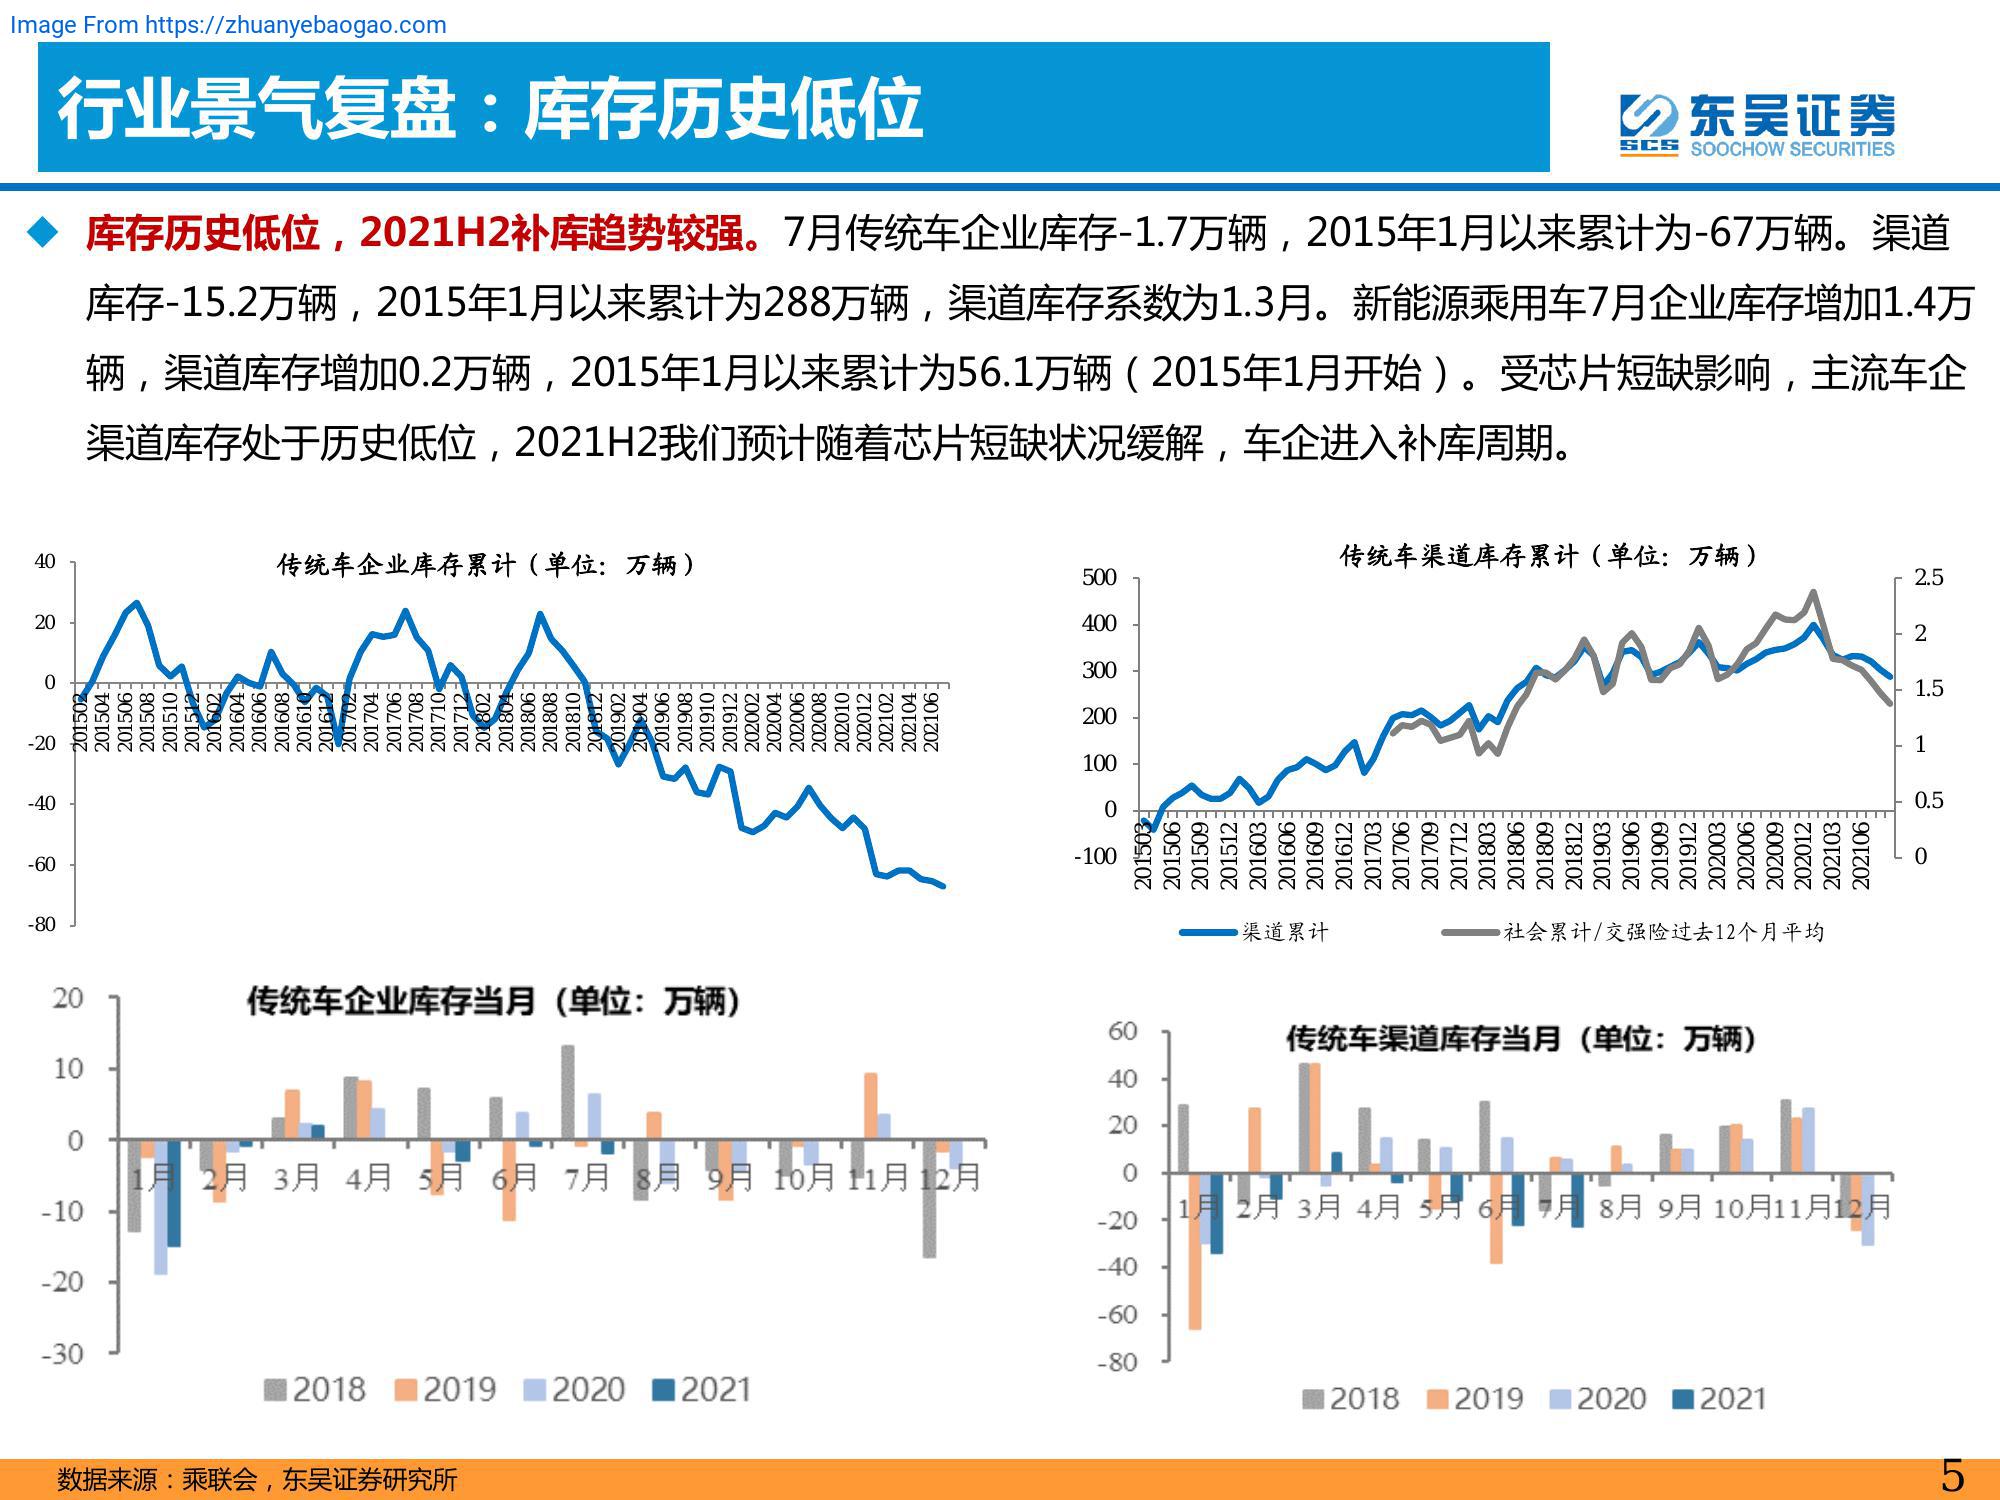 Image From https://zhuanyebaogao.com
行业景气复盘：库存历史低位
东吴证券
SCS SOOCHOW SECURITIES
库存历史低位，2021H2补库趋势较强。7月传统车企业库存-1.7万辆，2015年1月以来累计为-67万辆。渠道
库存-15.2万辆，2015年1月以来累计为288万辆，渠道库存系数为1.3月。新能源乘用车7月企业库存增加1.4万
辆，渠道库存增加0.2万辆，2015年1月以来累计为56.1万辆（2015年1月开始）。受芯片短缺影响，主流车企
渠道库存处于历史低位，2021H2我们预计随着芯片短缺状况缓解，车企进入补库周期。
传统车企业库存累计（单位：万辆）
40
20
0
-20
-40
-60
-80
201502 201504 201506 201508 201510 201512 201602 201604 201606 201608 201610 201612 201702 201704 201706 201708 201710 201712 201802 201804 201806 201808 201810 201812 201902 201904 201906 201908 201910 201912 202002 202004 202006 202008 202010 202012 202102 202104 202106
传统车渠道库存累计（单位：万辆）
500
400
300
200
100
0
-100
2.5
2
1.5
1
0.5
0
201503 201506 201509 201512 201603 201606 201609 201612 201703 201706 201709 201712 201803 201806 201809 201812 201903 201906 201909 201912 202003 202006 202009 202012 202103 202106
渠道累计 社会累计/交强险过去12个月平均
传统车企业库存当月（单位：万辆）
20
10
0
-10
-20
-30
1月 2月 3月 4月 5月 6月 7月 8月 9月 10月 11月 12月
2018 2019 2020 2021
传统车渠道库存当月（单位：万辆）
60
40
20
0
-20
-40
-60
-80
1月 2月 3月 4月 5月 6月 7月 8月 9月 10月 11月 12月
2018 2019 2020 2021
数据来源：乘联会，东吴证券研究所
5